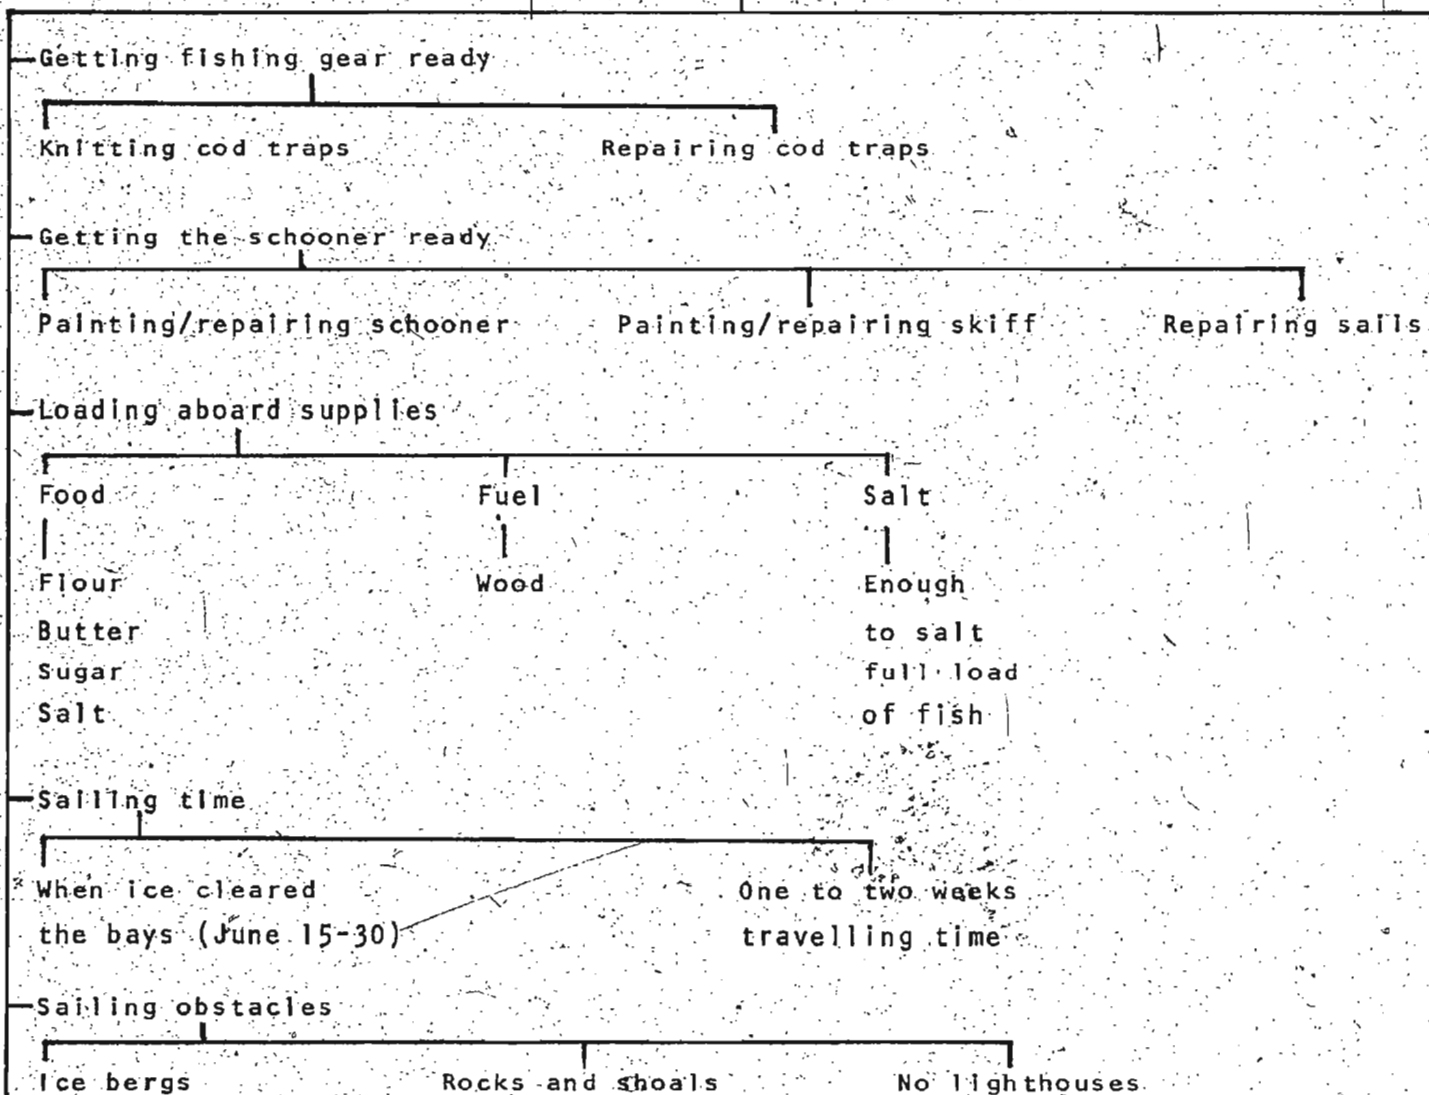 Getting fishing gear ready
Knitting cod traps Repairing cod traps
Getting the schooner ready
Painting/repairing schooner Painting/repairing skiff Repairing sails
Loading aboard supplies
Food Fuel Salt
Flour Wood Enough
Butter to salt
Sugar full load
Salt of fish
Sailing time
When ice cleared One to two weeks
the bays (June 15-30) travelling time
Sailing obstacles
Ice bergs Rocks and shoals No lighthouses